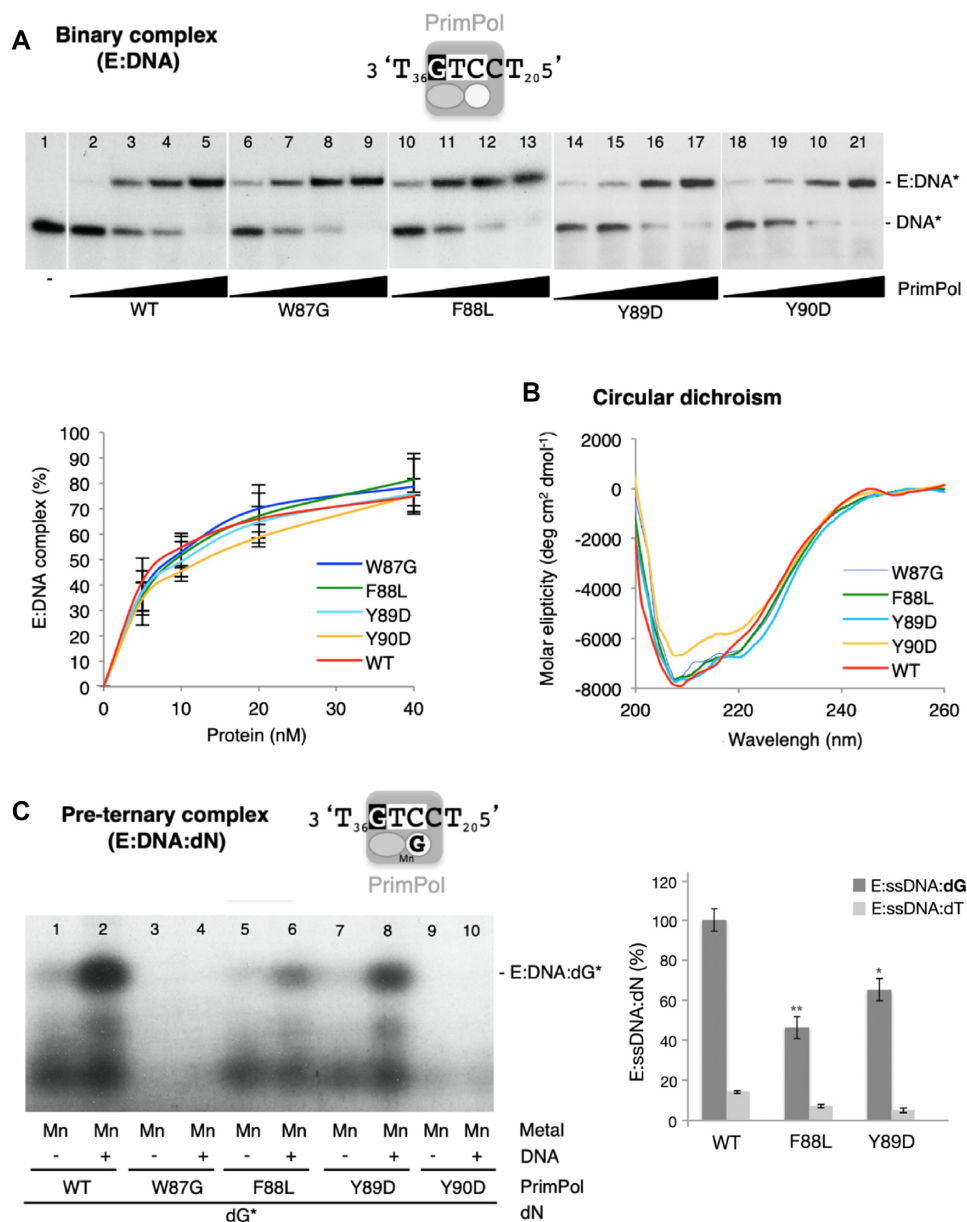 A Binary complex
(E:DNA)
PrimPol
3 ‘T36GTCCT205’
1 2 3 4 5 6 7 8 9 10 11 12 13 14 15 16 17 18 19 10 21
- E:DNA*
- DNA*
- PrimPol
WT W87G F88L Y89D Y90D
B Circular dichroism
E:DNA complex (%)
100
90
80
70
60
50
40
30
20
10
0
0 10 20 30 40
Protein (nM)
W87G
F88L
Y89D
Y90D
WT
Molar elipticity (deg cm2 dmol-1)
2000
0
-2000
-4000
-6000
-8000
200 220 240 260
Wavelengh (nm)
W87G
F88L
Y89D
Y90D
WT
C Pre-ternary complex
(E:DNA:dN)
3 ‘T36GTCCT205’
G
Mn
PrimPol
1 2 3 4 5 6 7 8 9 10
- E:DNA:dG*
Mn Mn Mn Mn Mn Mn Mn Mn Mn Mn Metal
- + - + - + - + - + DNA
WT W87G F88L Y89D Y90D PrimPol
dG* dN
E:ssDNA:dG
E:ssDNA:dT
E:ssDNA:dN (%)
120
100
80
60
40
20
0
**
*
WT F88L Y89D